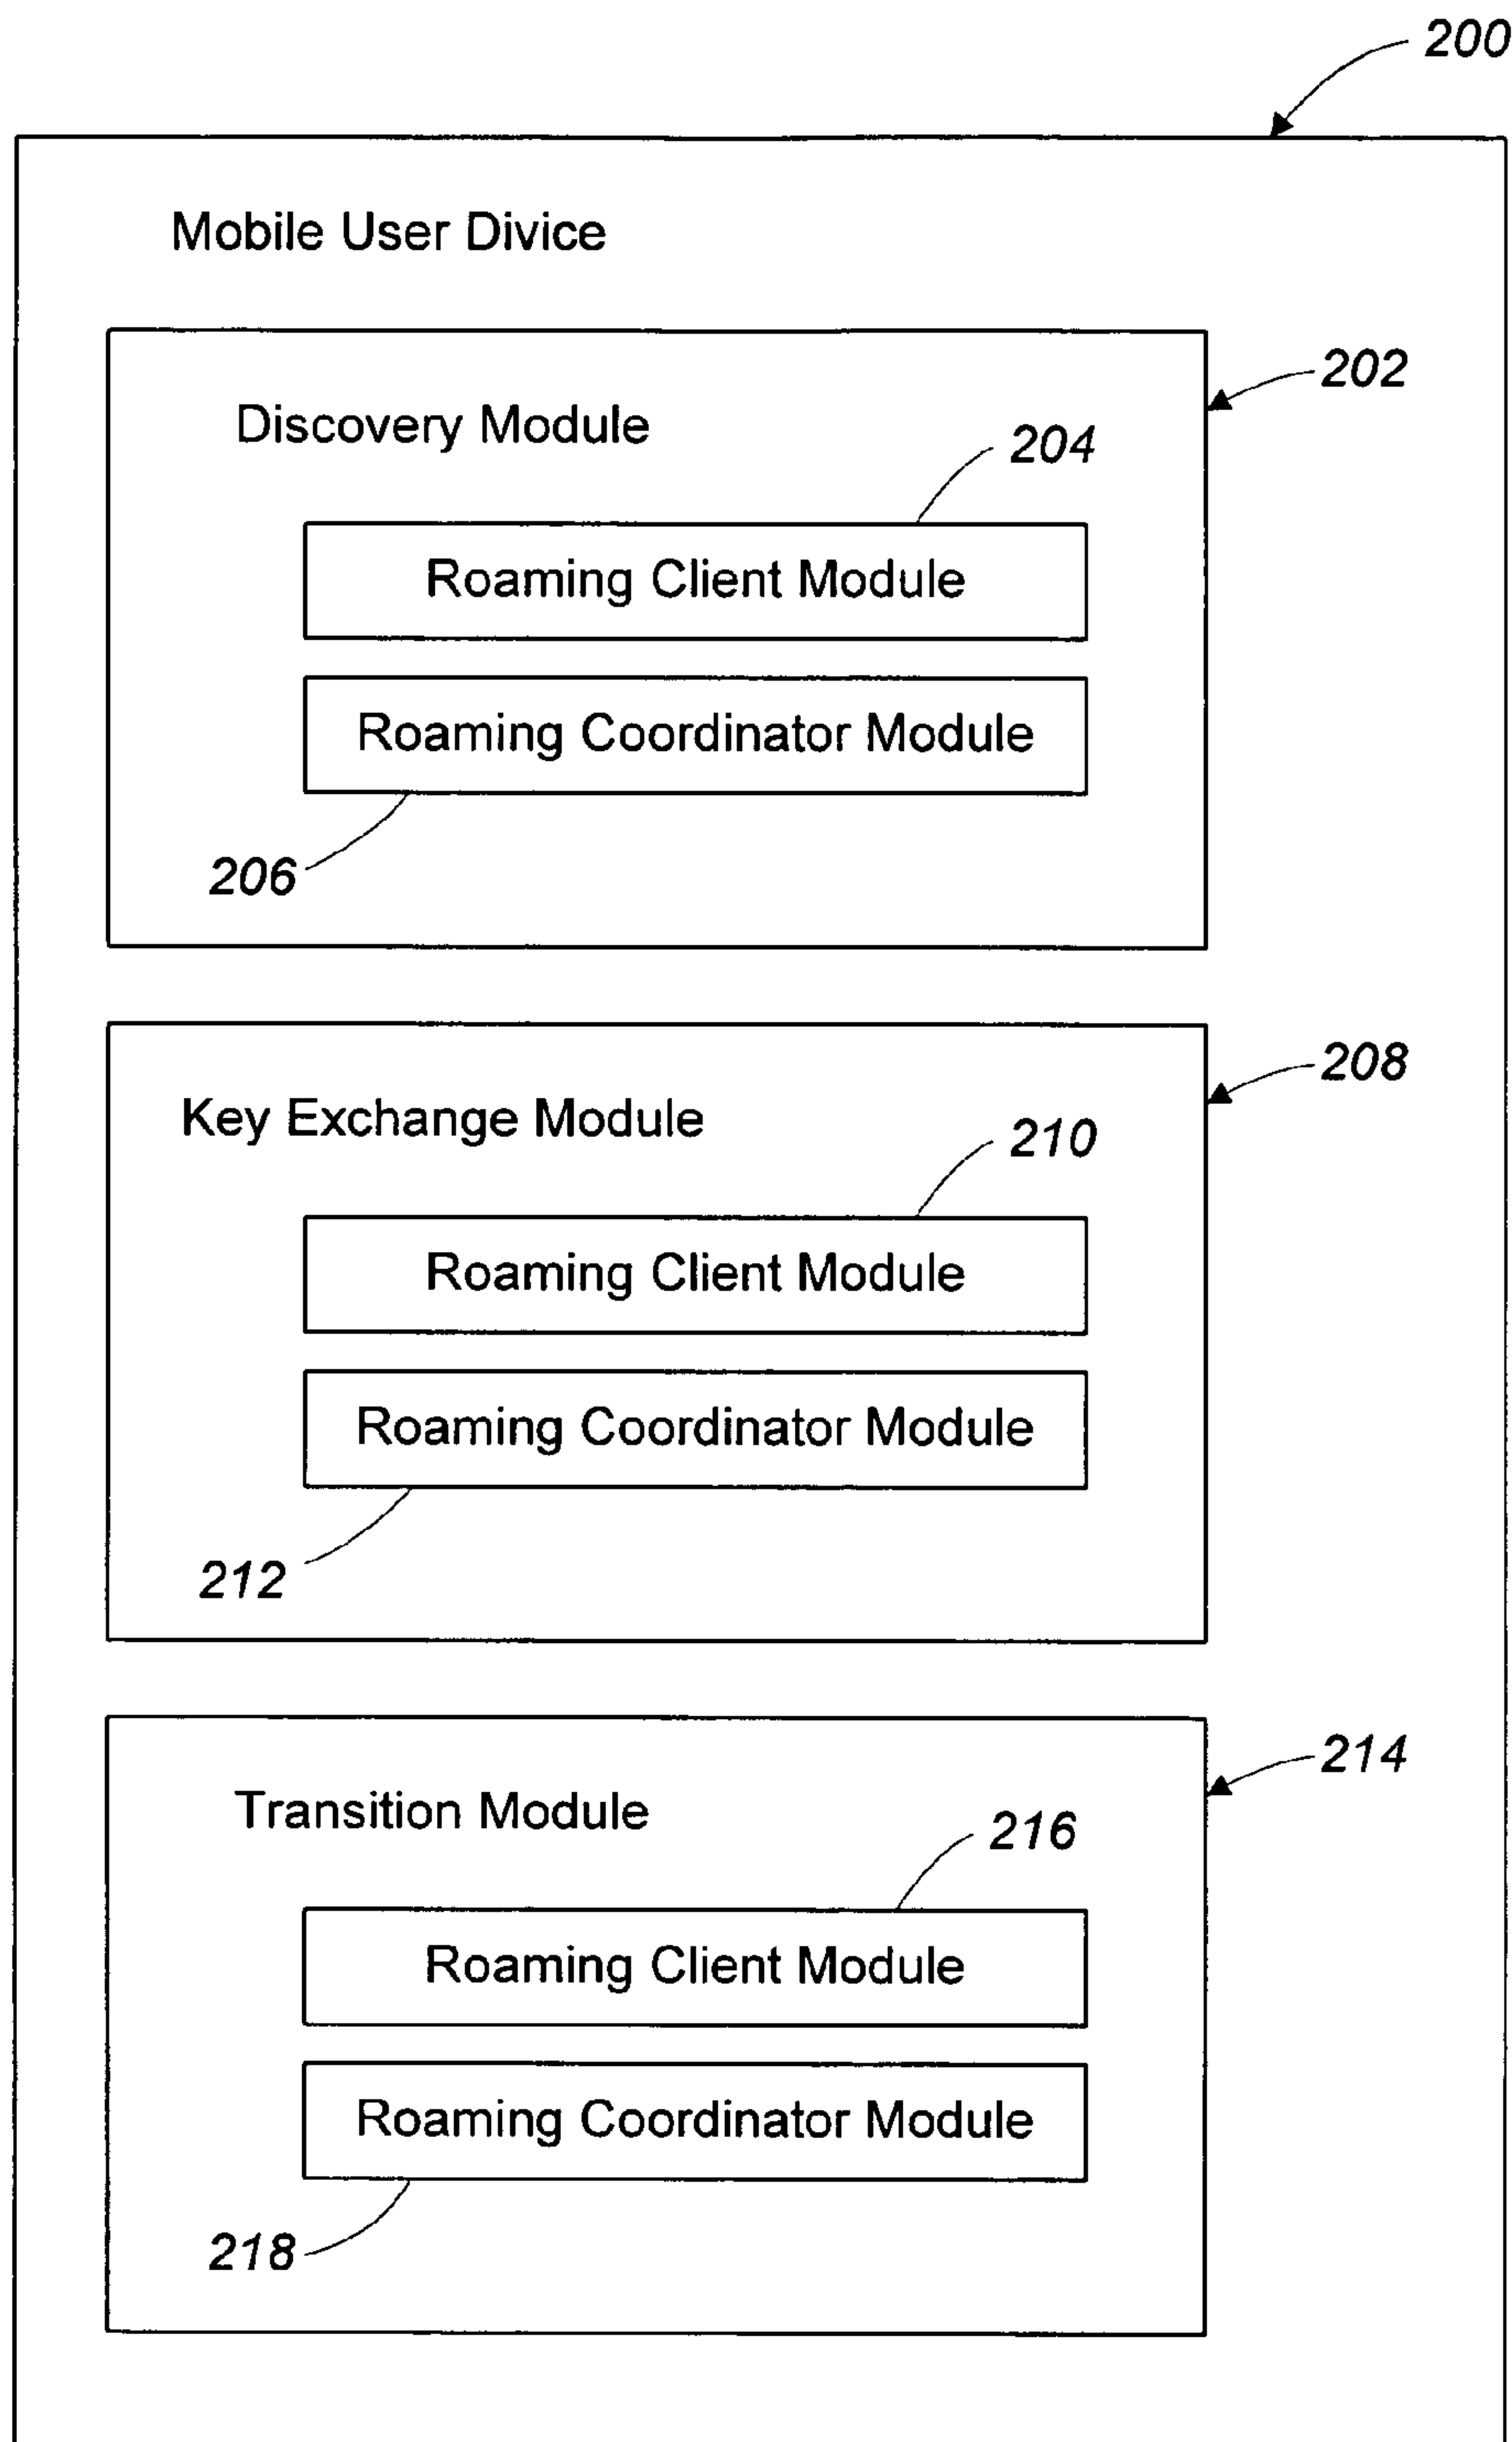 200
Mobile User Divice
202
Discovery Module
204
Roaming Client Module
Roaming Coordinator Module
206
208
Key Exchange Module
210
Roaming Client Module
Roaming Coordinator Module
212
214
Transition Module
216
Roaming Client Module
Roaming Coordinator Module
218